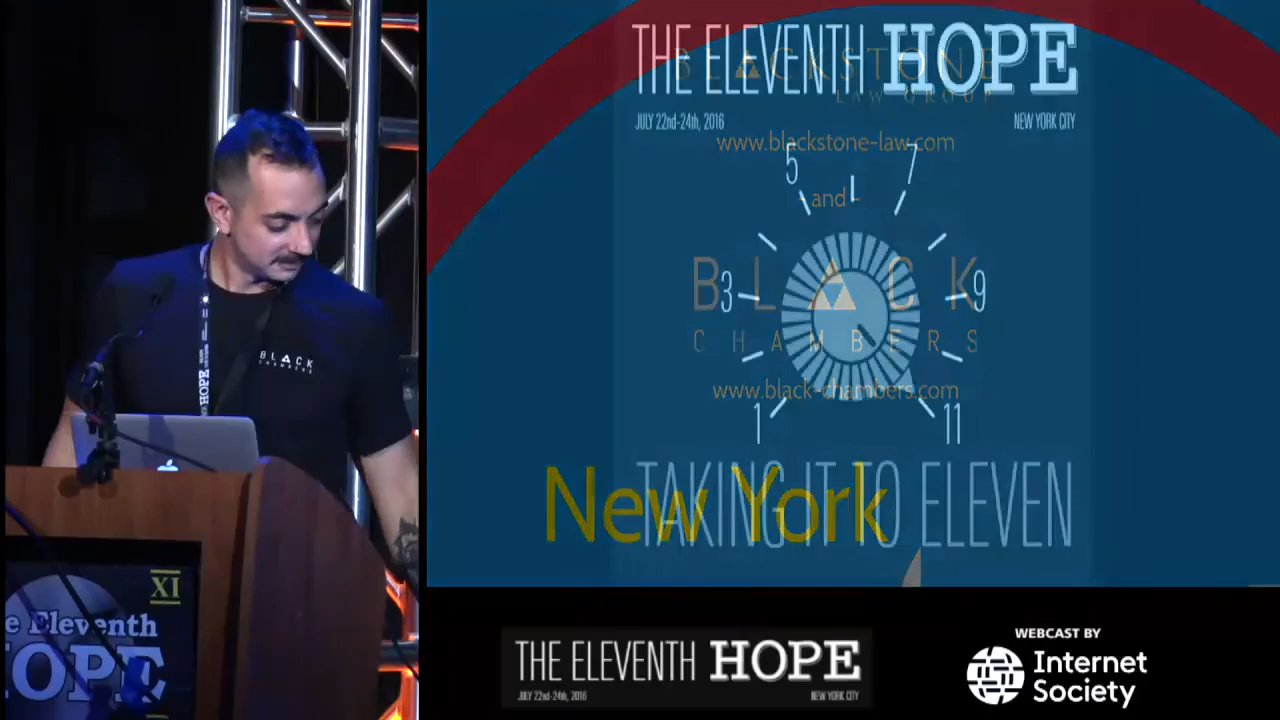 THE ELEVENTH HOPE
BLACKSTONE
LAW GROUP
JULY 22nd-24th, 2016
NEW YORK CITY
www.blackstone-law.com
5
7
- and -
3
9
BLACK
CHAMBERS
www.black-chambers.com
1
11
New York
TAKING IT TO ELEVEN
BLACK
CHAMBERS
HOPE
XI
e Eleventh
HOPE
THE ELEVENTH HOPE
JULY 22nd-24th, 2016
NEW YORK CITY
WEBCAST BY
Internet
Society